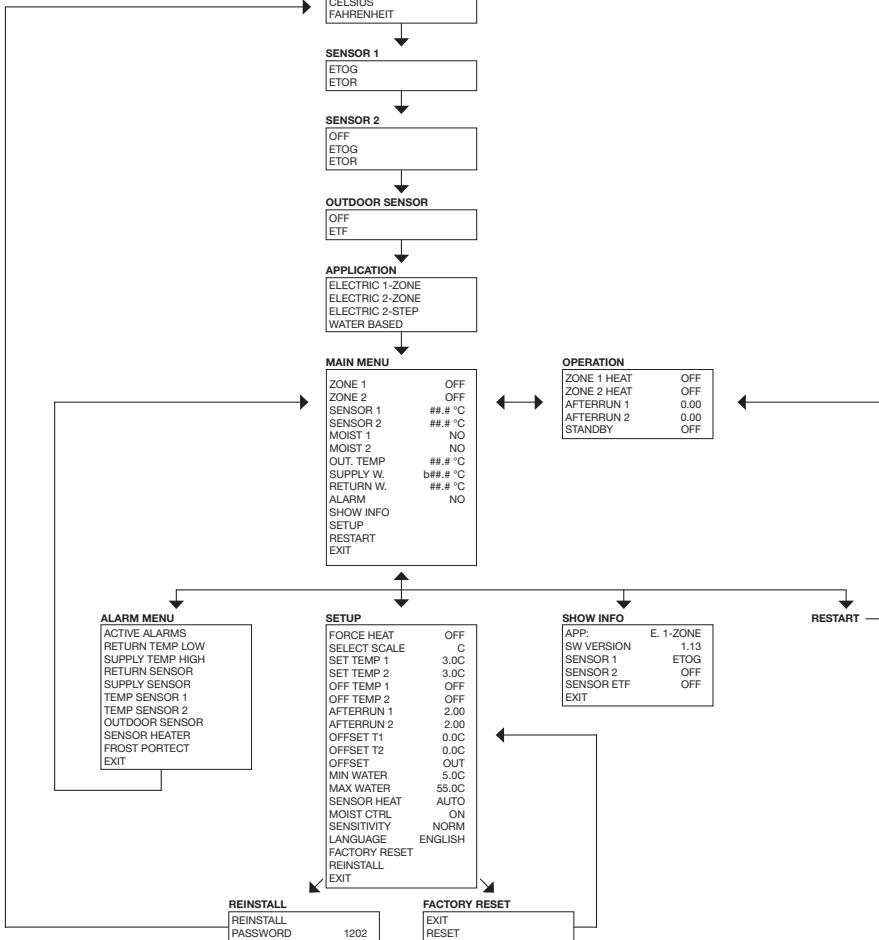 CELSIUS
FAHRENHEIT
SENSOR 1
ETOG
ETOR
SENSOR 2
OFF
ETOG
ETOR
OUTDOOR SENSOR
OFF
ETF
APPLICATION
ELECTRIC 1-ZONE
ELECTRIC 2-ZONE
ELECTRIC 2-STEP
WATER BASED
MAIN MENU
ZONE 1 OFF
ZONE 2 OFF
SENSOR 1 ##.# °C
SENSOR 2 ##.# °C
MOIST 1 NO
MOIST 2 NO
OUT. TEMP ##.# °C
SUPPLY W. b##.# °C
RETURN W. ##.# °C
ALARM NO
SHOW INFO
SETUP
RESTART
EXIT
OPERATION
ZONE 1 HEAT OFF
ZONE 2 HEAT OFF
AFTERRUN 1 0.00
AFTERRUN 2 0.00
STANDBY OFF
ALARM MENU
ACTIVE ALARMS
RETURN TEMP LOW
SUPPLY TEMP HIGH
RETURN SENSOR
SUPPLY SENSOR
TEMP SENSOR 1
TEMP SENSOR 2
OUTDOOR SENSOR
SENSOR HEATER
FROST PORTECT
EXIT
SETUP
FORCE HEAT OFF
SELECT SCALE C
SET TEMP 1 3.0C
SET TEMP 2 3.0C
OFF TEMP 1 OFF
OFF TEMP 2 OFF
AFTERRUN 1 2.00
AFTERRUN 2 2.00
OFFSET T1 0.0C
OFFSET T2 0.0C
OFFSET OUT
MIN WATER 5.0C
MAX WATER 55.0C
SENSOR HEAT AUTO
MOIST CTRL ON
SENSITIVITY NORM
LANGUAGE ENGLISH
FACTORY RESET
REINSTALL
EXIT
SHOW INFO
APP: E. 1-ZONE
SW VERSION 1.13
SENSOR 1 ETOG
SENSOR 2 OFF
SENSOR ETF OFF
EXIT
RESTART
REINSTALL
REINSTALL
PASSWORD 1202
FACTORY RESET
EXIT
RESET